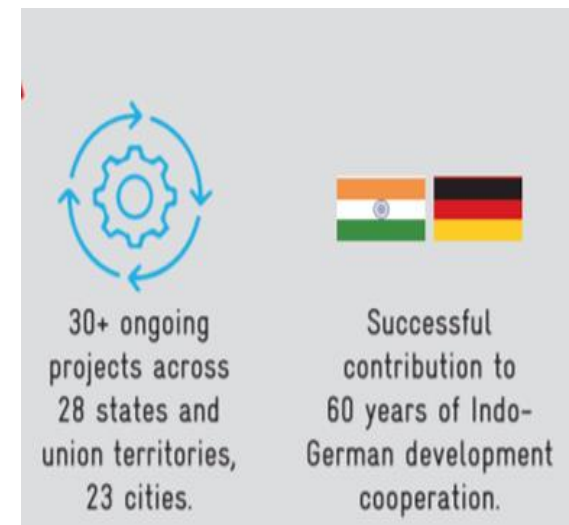 30+ ongoing
projects across
28 states and
union territories,
23 cities.
Successful
contribution to
60 years of Indo-
German development
cooperation.